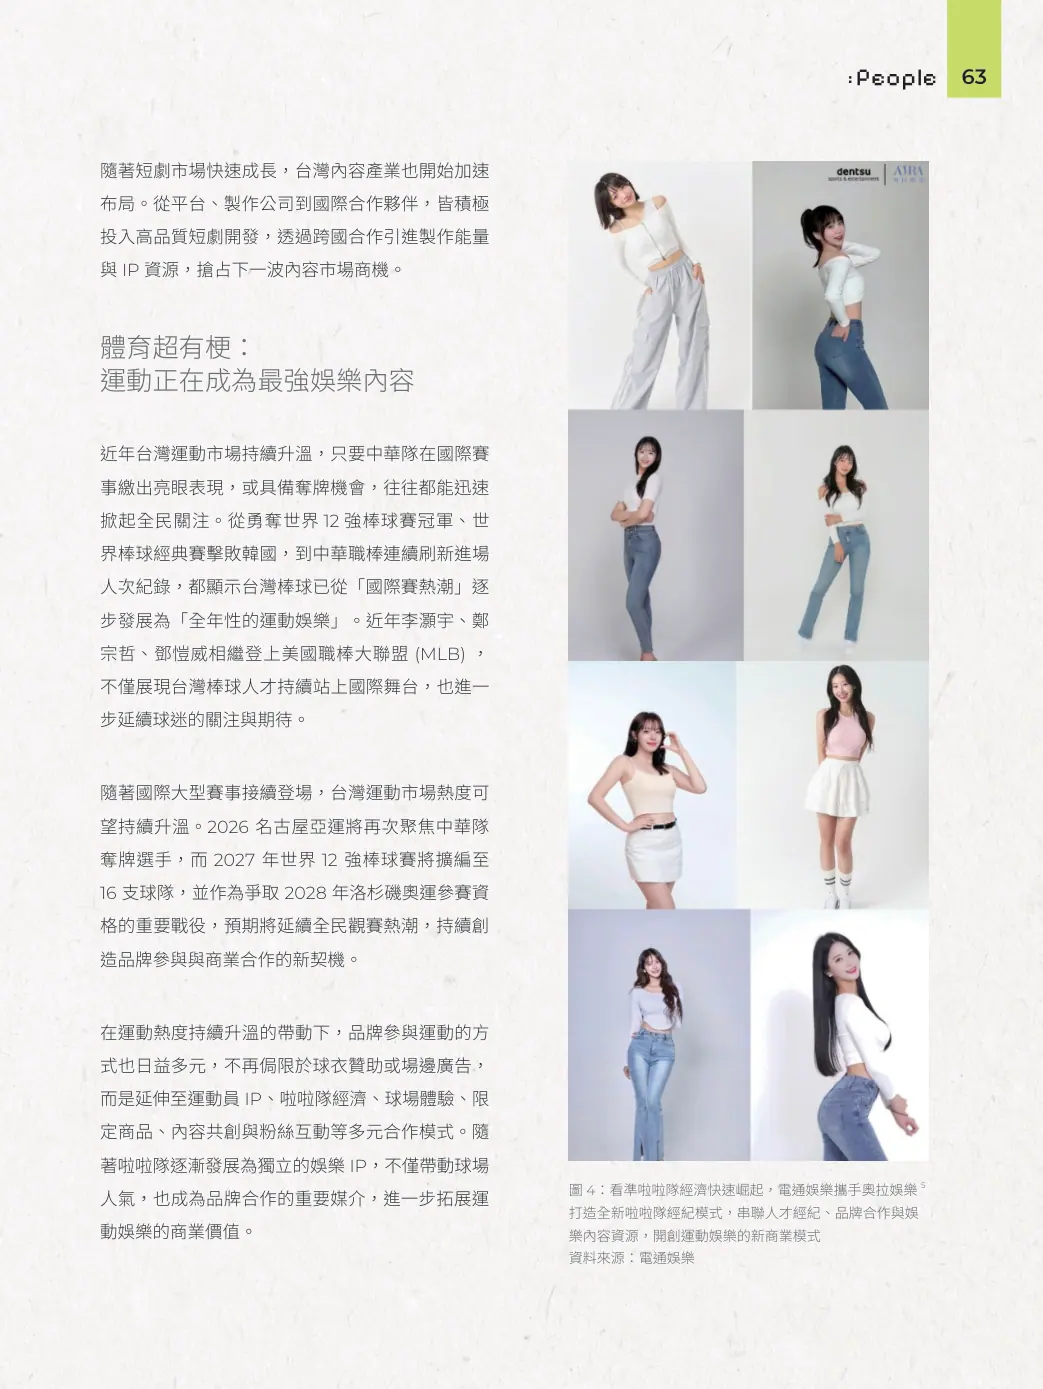 :People
63
隨著短劇市場快速成長，台灣內容產業也開始加速
布局。從平台、製作公司到國際合作夥伴，皆積極
投入高品質短劇開發，透過跨國合作引進製作能量
與 IP 資源，搶占下一波內容市場商機。
體育超有梗：
運動正在成為最強娛樂內容
近年台灣運動市場持續升溫，只要中華隊在國際賽
事繳出亮眼表現，或具備奪牌機會，往往都能迅速
掀起全民關注。從勇奪世界 12 強棒球賽冠軍、世
界棒球經典賽擊敗韓國，到中華職棒連續刷新進場
人次紀錄，都顯示台灣棒球已從「國際賽熱潮」逐
步發展為「全年性的運動娛樂」。近年李灝宇、鄭
宗哲、鄧愷威相繼登上美國職棒大聯盟 (MLB) ，
不僅展現台灣棒球人才持續站上國際舞台，也進一
步延續球迷的關注與期待。
隨著國際大型賽事接續登場，台灣運動市場熱度可
望持續升溫。2026 名古屋亞運將再次聚焦中華隊
奪牌選手，而 2027 年世界 12 強棒球賽將擴編至
16 支球隊，並作為爭取 2028 年洛杉磯奧運參賽資
格的重要戰役，預期將延續全民觀賽熱潮，持續創
造品牌參與與商業合作的新契機。
在運動熱度持續升溫的帶動下，品牌參與運動的方
式也日益多元，不再侷限於球衣贊助或場邊廣告，
而是延伸至運動員 IP、啦啦隊經濟、球場體驗、限
定商品、內容共創與粉絲互動等多元合作模式。隨
著啦啦隊逐漸發展為獨立的娛樂 IP，不僅帶動球場
人氣，也成為品牌合作的重要媒介，進一步拓展運
動娛樂的商業價值。
dentsu
sports & entertainment
圖 4：看準啦啦隊經濟快速崛起，電通娛樂攜手奧拉娛樂 5
打造全新啦啦隊經紀模式，串聯人才經紀、品牌合作與娛
樂內容資源，開創運動娛樂的新商業模式
資料來源：電通娛樂